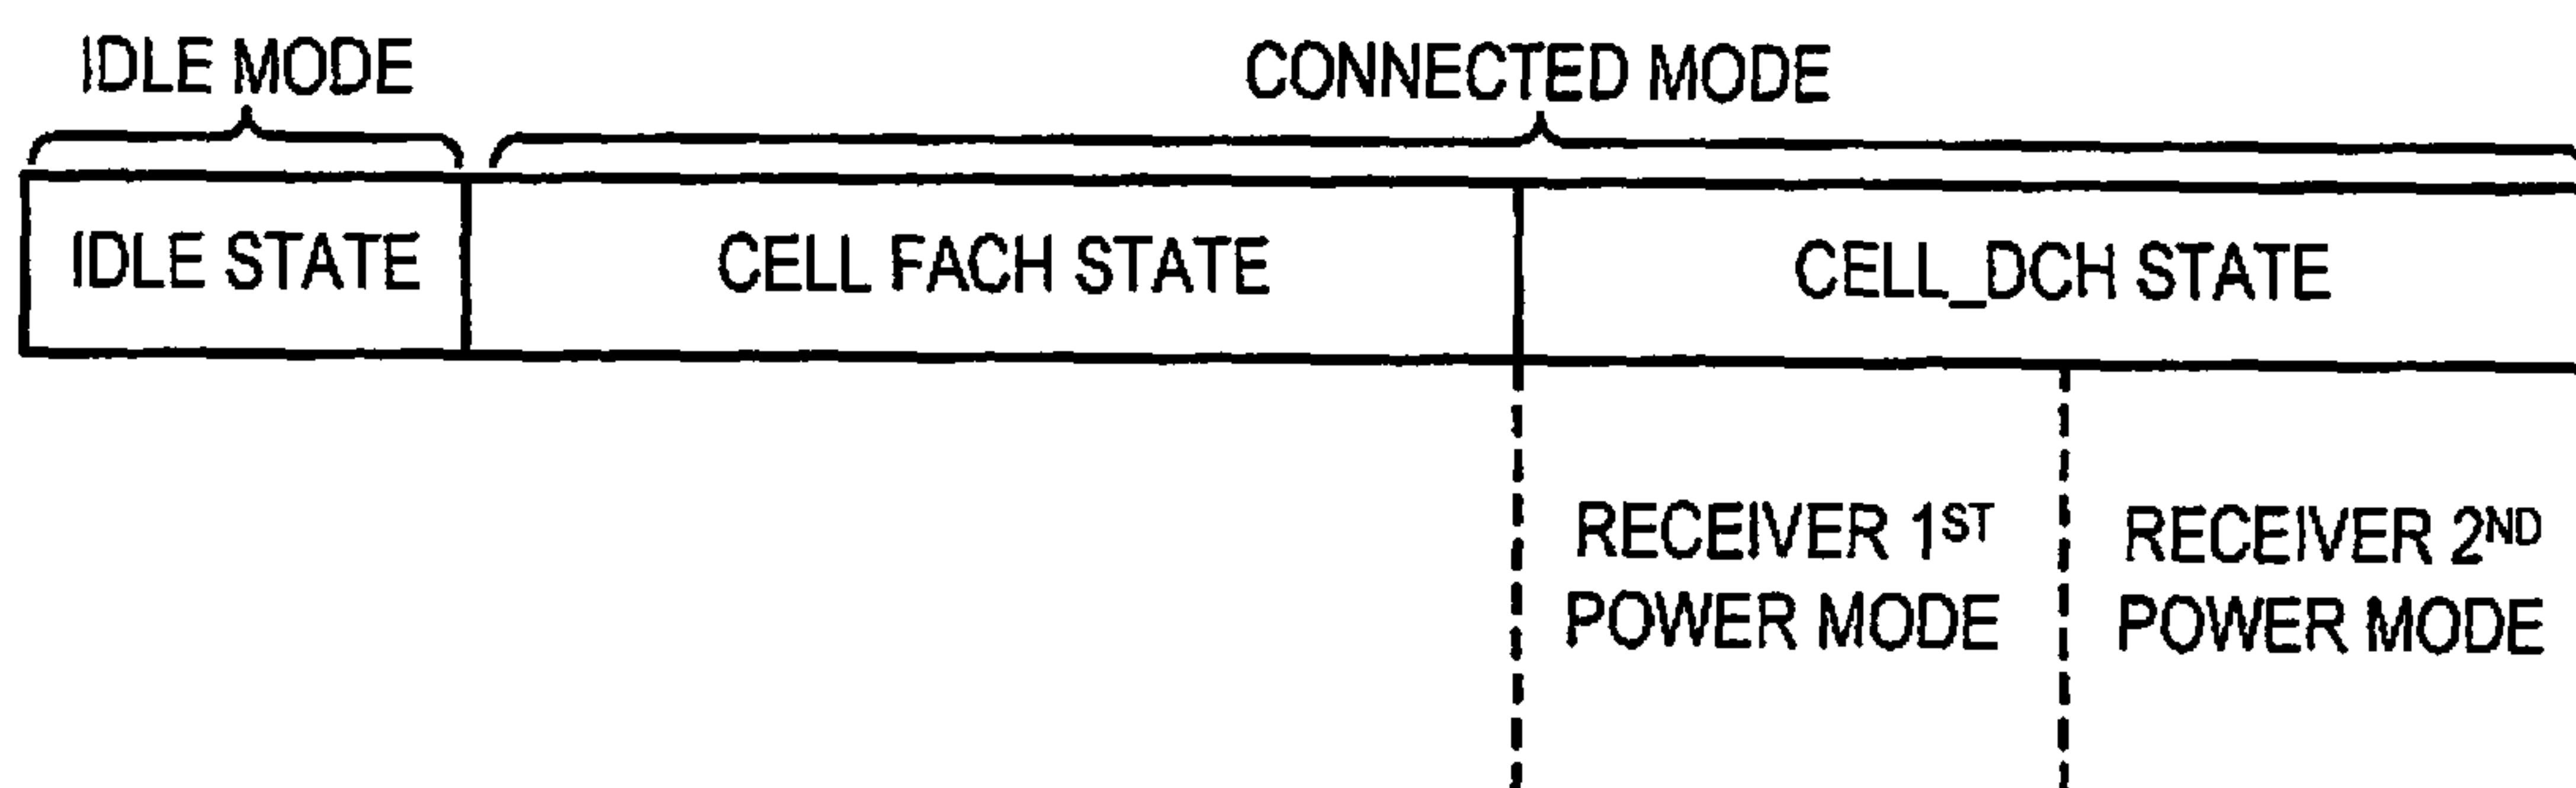 IDLE MODE
CONNECTED MODE
IDLE STATE
CELL FACH STATE
CELL_DCH STATE
RECEIVER 1ST
POWER MODE
RECEIVER 2ND
POWER MODE